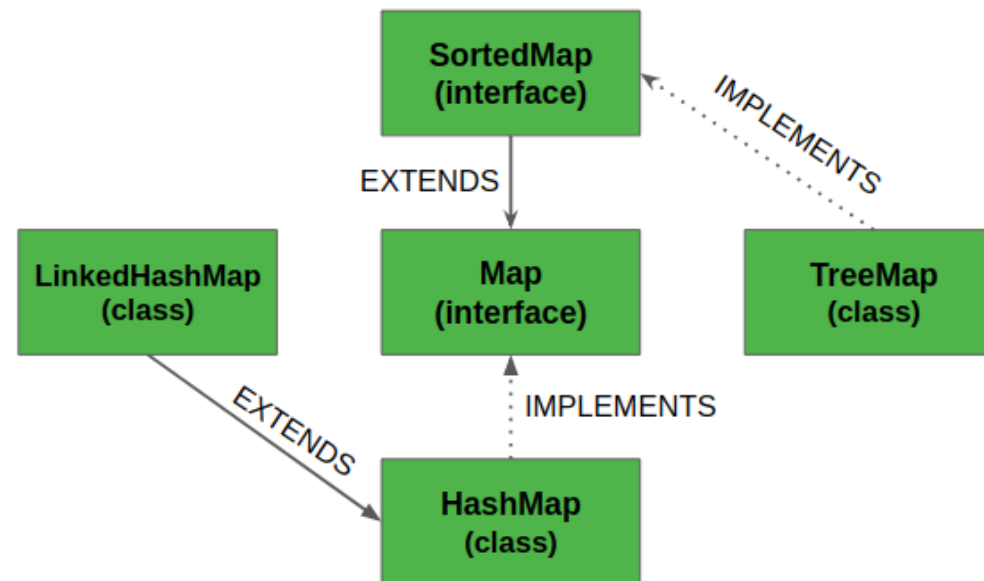 SortedMap
(interface)
IMPLEMENTS
EXTENDS
LinkedHashMap
(class)
Map
(interface)
TreeMap
(class)
EXTENDS
IMPLEMENTS
HashMap
(class)